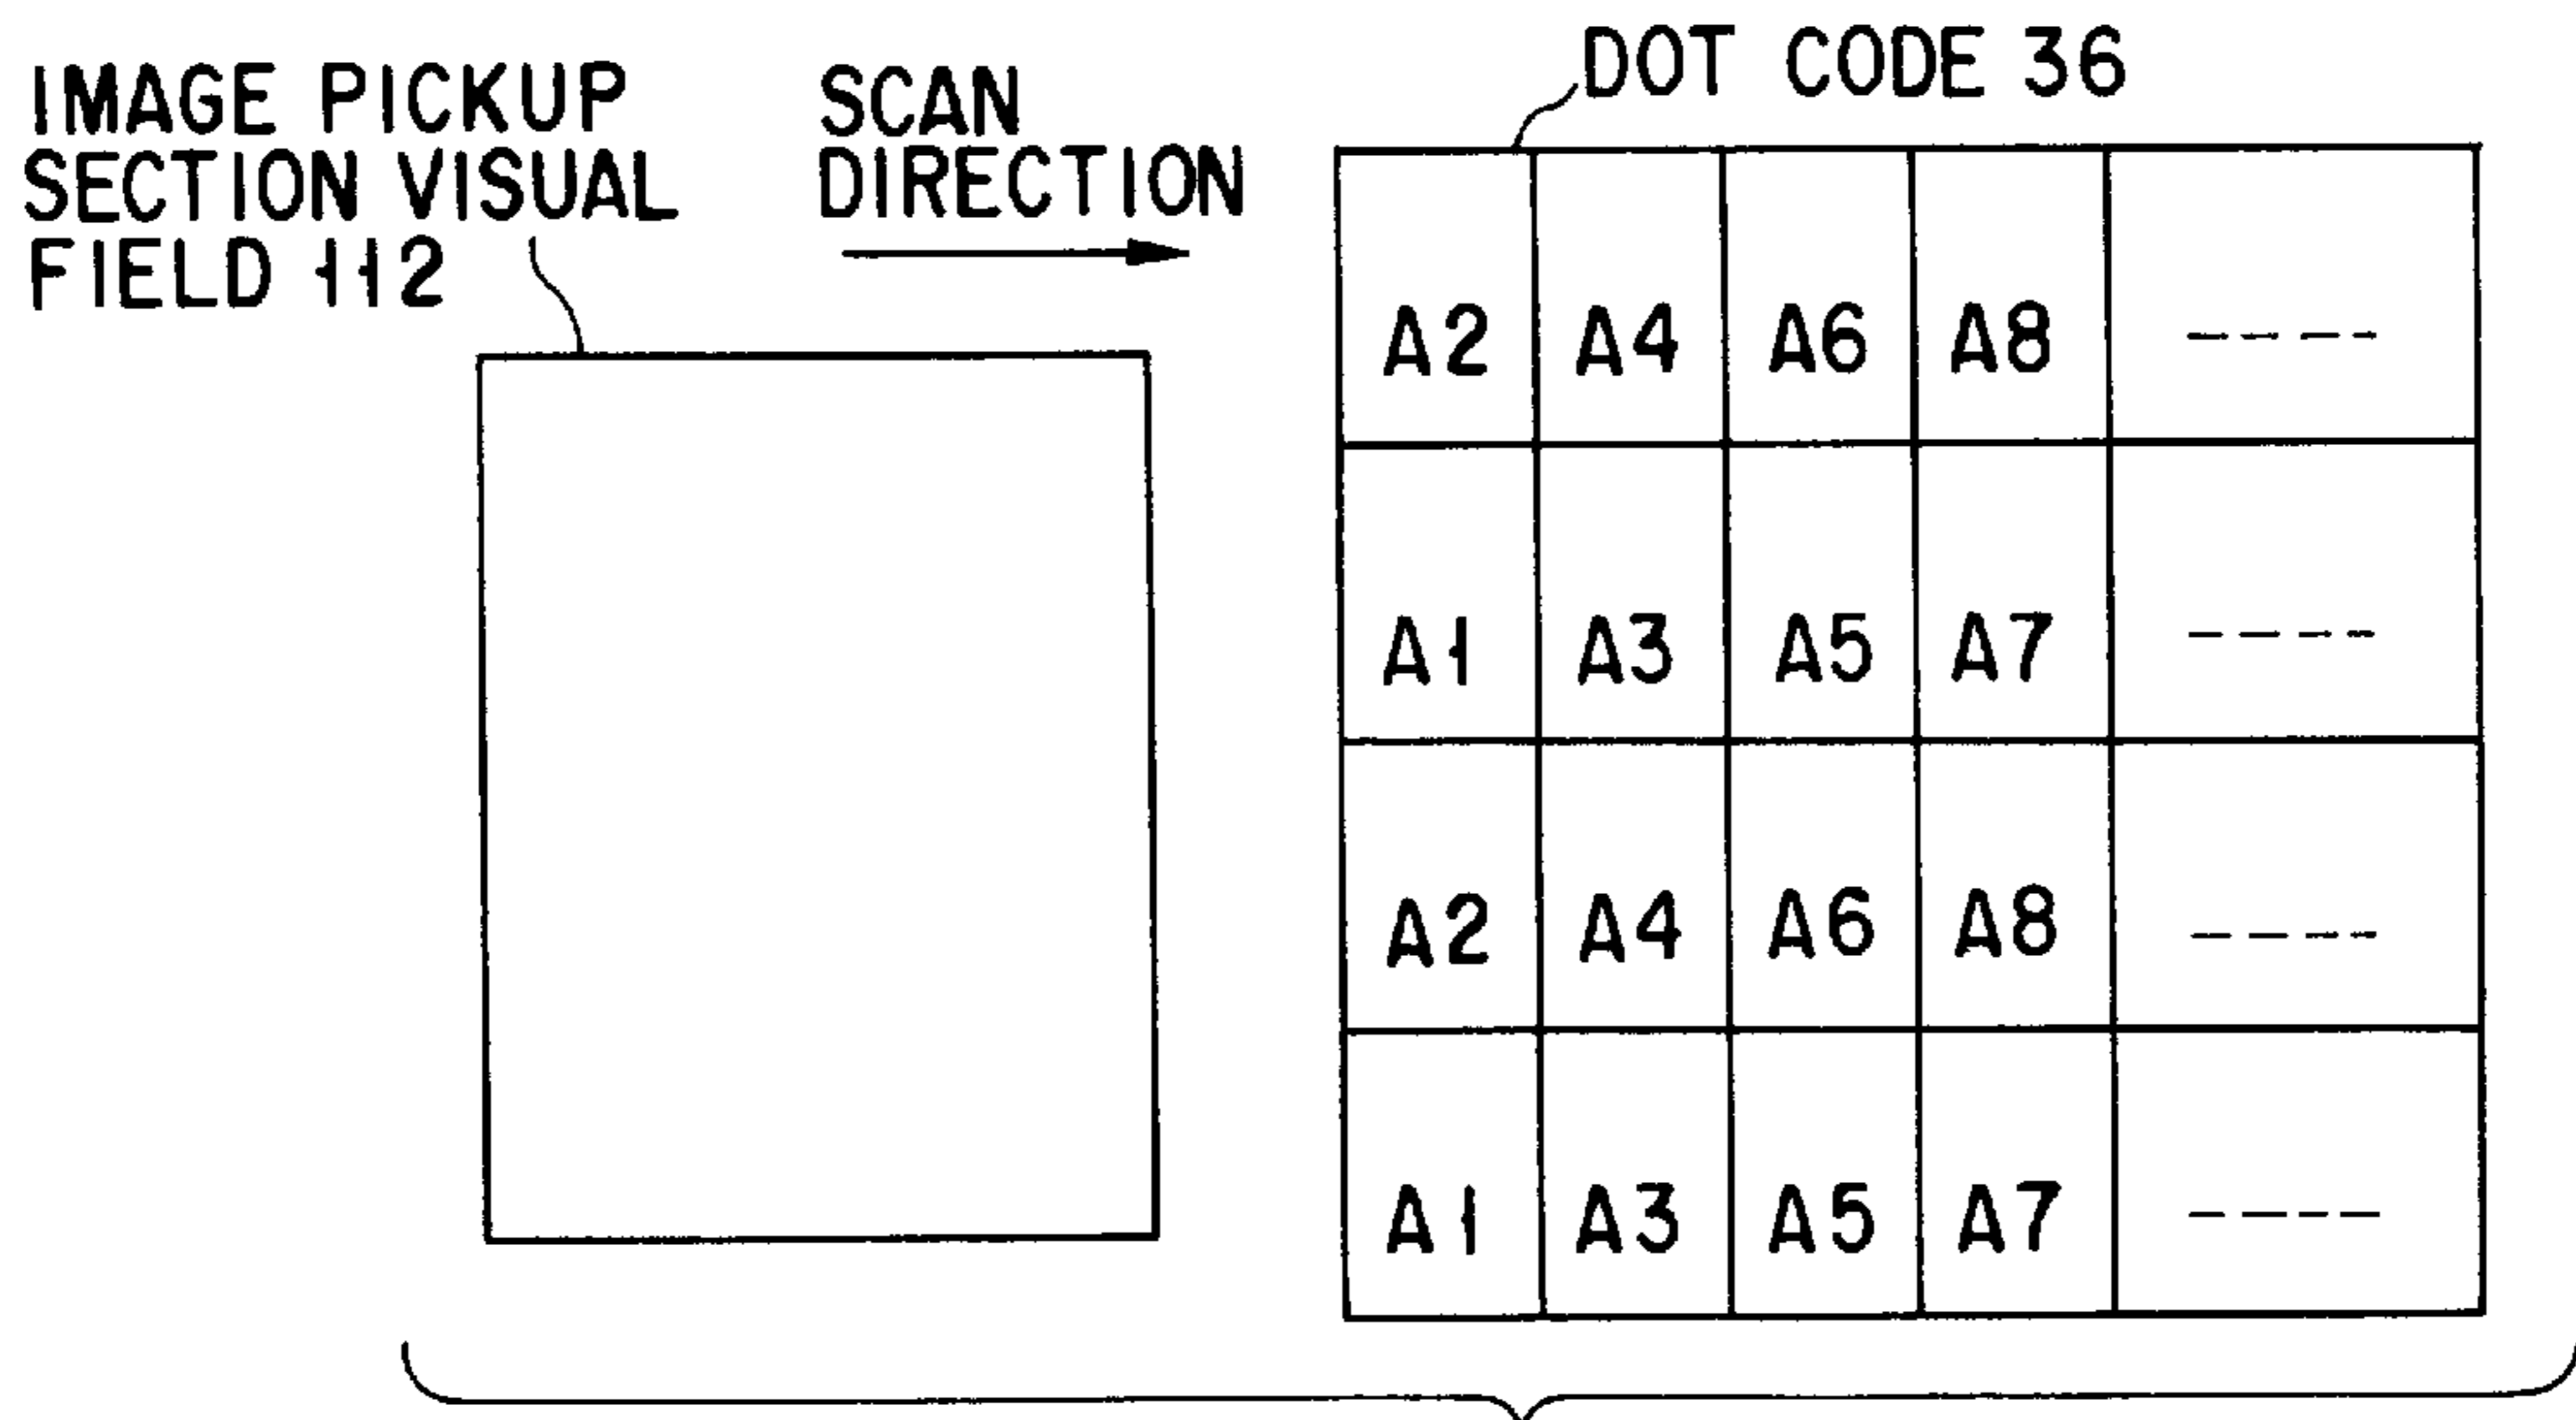 IMAGE PICKUP
SECTION VISUAL
FIELD 112
SCAN
DIRECTION
DOT CODE 36
A2 A4 A6 A8 ----
A1 A3 A5 A7 ----
A2 A4 A6 A8 ----
A1 A3 A5 A7 ----